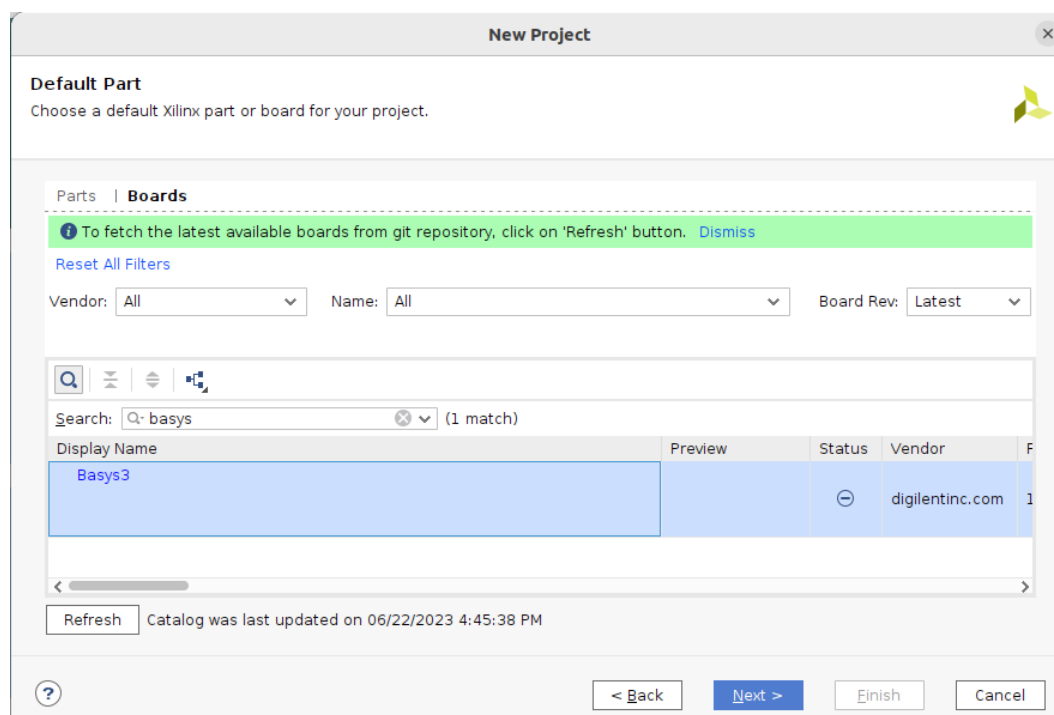 New Project
Default Part
Choose a default Xilinx part or board for your project.
Parts | Boards
To fetch the latest available boards from git repository, click on 'Refresh' button. Dismiss
Reset All Filters
Vendor: All Name: All Board Rev: Latest
Search: basys (1 match)
Display Name Preview Status Vendor F
Basys3
digilentinc.com 1
Refresh Catalog was last updated on 06/22/2023 4:45:38 PM
? < Back Next > Finish Cancel